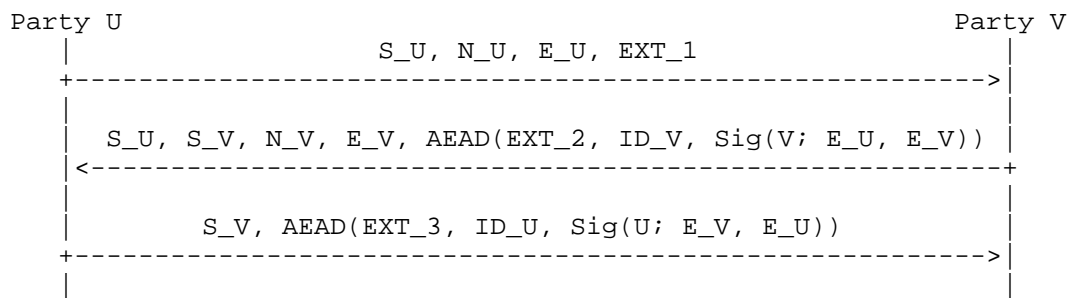 Party U Party V
S_U, N_U, E_U, EXT_1
S_U, S_V, N_V, E_V, AEAD(EXT_2, ID_V, Sig(V; E_U, E_V))
S_V, AEAD(EXT_3, ID_U, Sig(U; E_V, E_U))